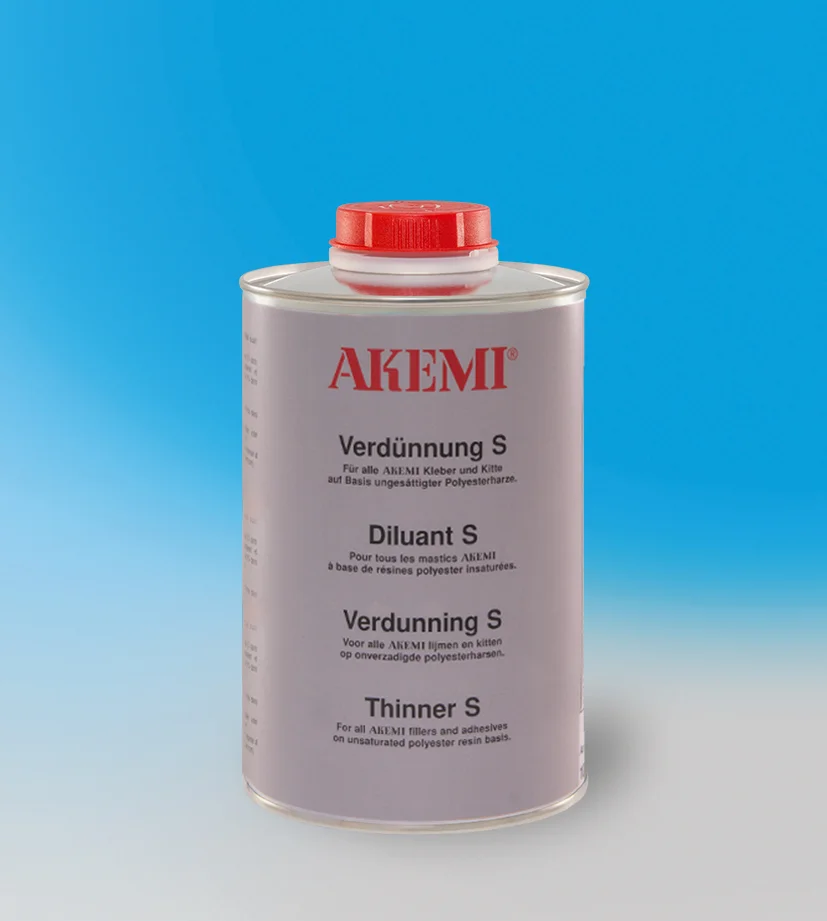 AKEMI®
Verdünnung S
Für alle AKEMI Kleber und Kitte
auf Basis ungesättigter Polyesterharze.
Diluant S
Pour tous les mastics AKEMI
à base de résines polyester insaturées.
Verdunning S
Voor alle AKEMI lijmen en kitten
op onverzadigde polyesterharsen.
Thinner S
For all AKEMI fillers and adhesives
on unsaturated polyester resin basis.